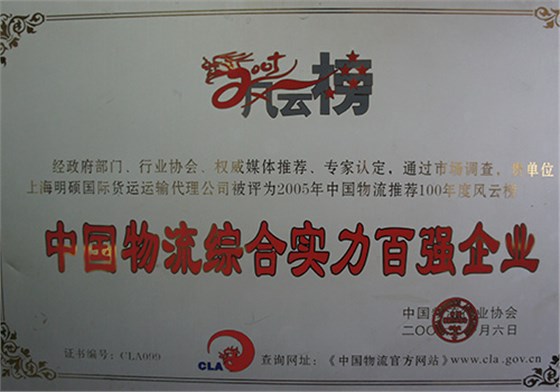 风云榜
经政府部门、行业协会、权威媒体推荐、专家认定,通过市场调查,贵单位
上海明硕国际货运运输代理公司被评为2005年中国物流推荐100年度风云榜
中国物流综合实力百强企业
中国 行业协会
二〇〇 月六日
证书编号:CLA099
CLA
查询网址:《中国物流官方网站》www.cla.gov.cn